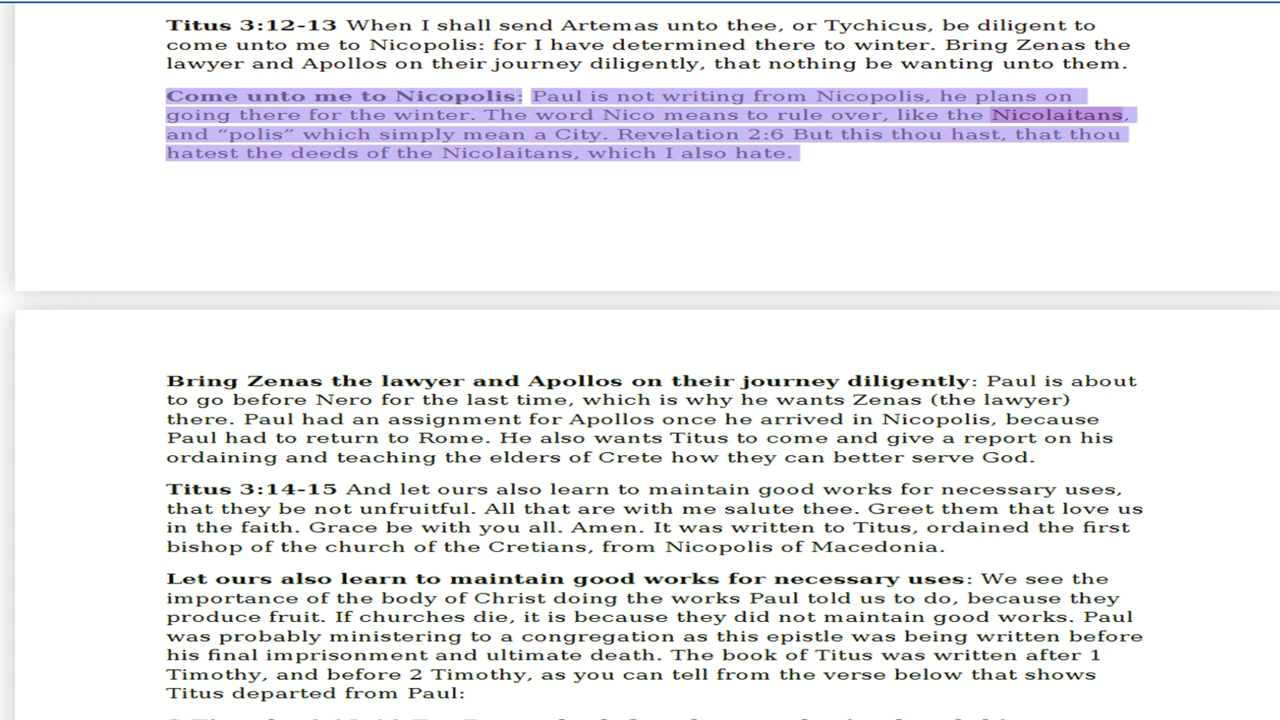 Titus 3:12-13 When I shall send Artemas unto thee, or Tychicus, be diligent to
come unto me to Nicopolis: for I have determined there to winter. Bring Zenas the
lawyer and Apollos on their journey diligently, that nothing be wanting unto them.
Come unto me to Nicopolis: Paul is not writing from Nicopolis, he plans on
going there for the winter. The word Nico means to rule over, like the Nicolaitans,
and “polis” which simply mean a City. Revelation 2:6 But this thou hast, that thou
hatest the deeds of the Nicolaitans, which I also hate.
Bring Zenas the lawyer and Apollos on their journey diligently: Paul is about
to go before Nero for the last time, which is why he wants Zenas (the lawyer)
there. Paul had an assignment for Apollos once he arrived in Nicopolis, because
Paul had to return to Rome. He also wants Titus to come and give a report on his
ordaining and teaching the elders of Crete how they can better serve God.
Titus 3:14-15 And let ours also learn to maintain good works for necessary uses,
that they be not unfruitful. All that are with me salute thee. Greet them that love us
in the faith. Grace be with you all. Amen. It was written to Titus, ordained the first
bishop of the church of the Cretians, from Nicopolis of Macedonia.
Let ours also learn to maintain good works for necessary uses: We see the
importance of the body of Christ doing the works Paul told us to do, because they
produce fruit. If churches die, it is because they did not maintain good works. Paul
was probably ministering to a congregation as this epistle was being written before
his final imprisonment and ultimate death. The book of Titus was written after 1
Timothy, and before 2 Timothy, as you can tell from the verse below that shows
Titus departed from Paul: